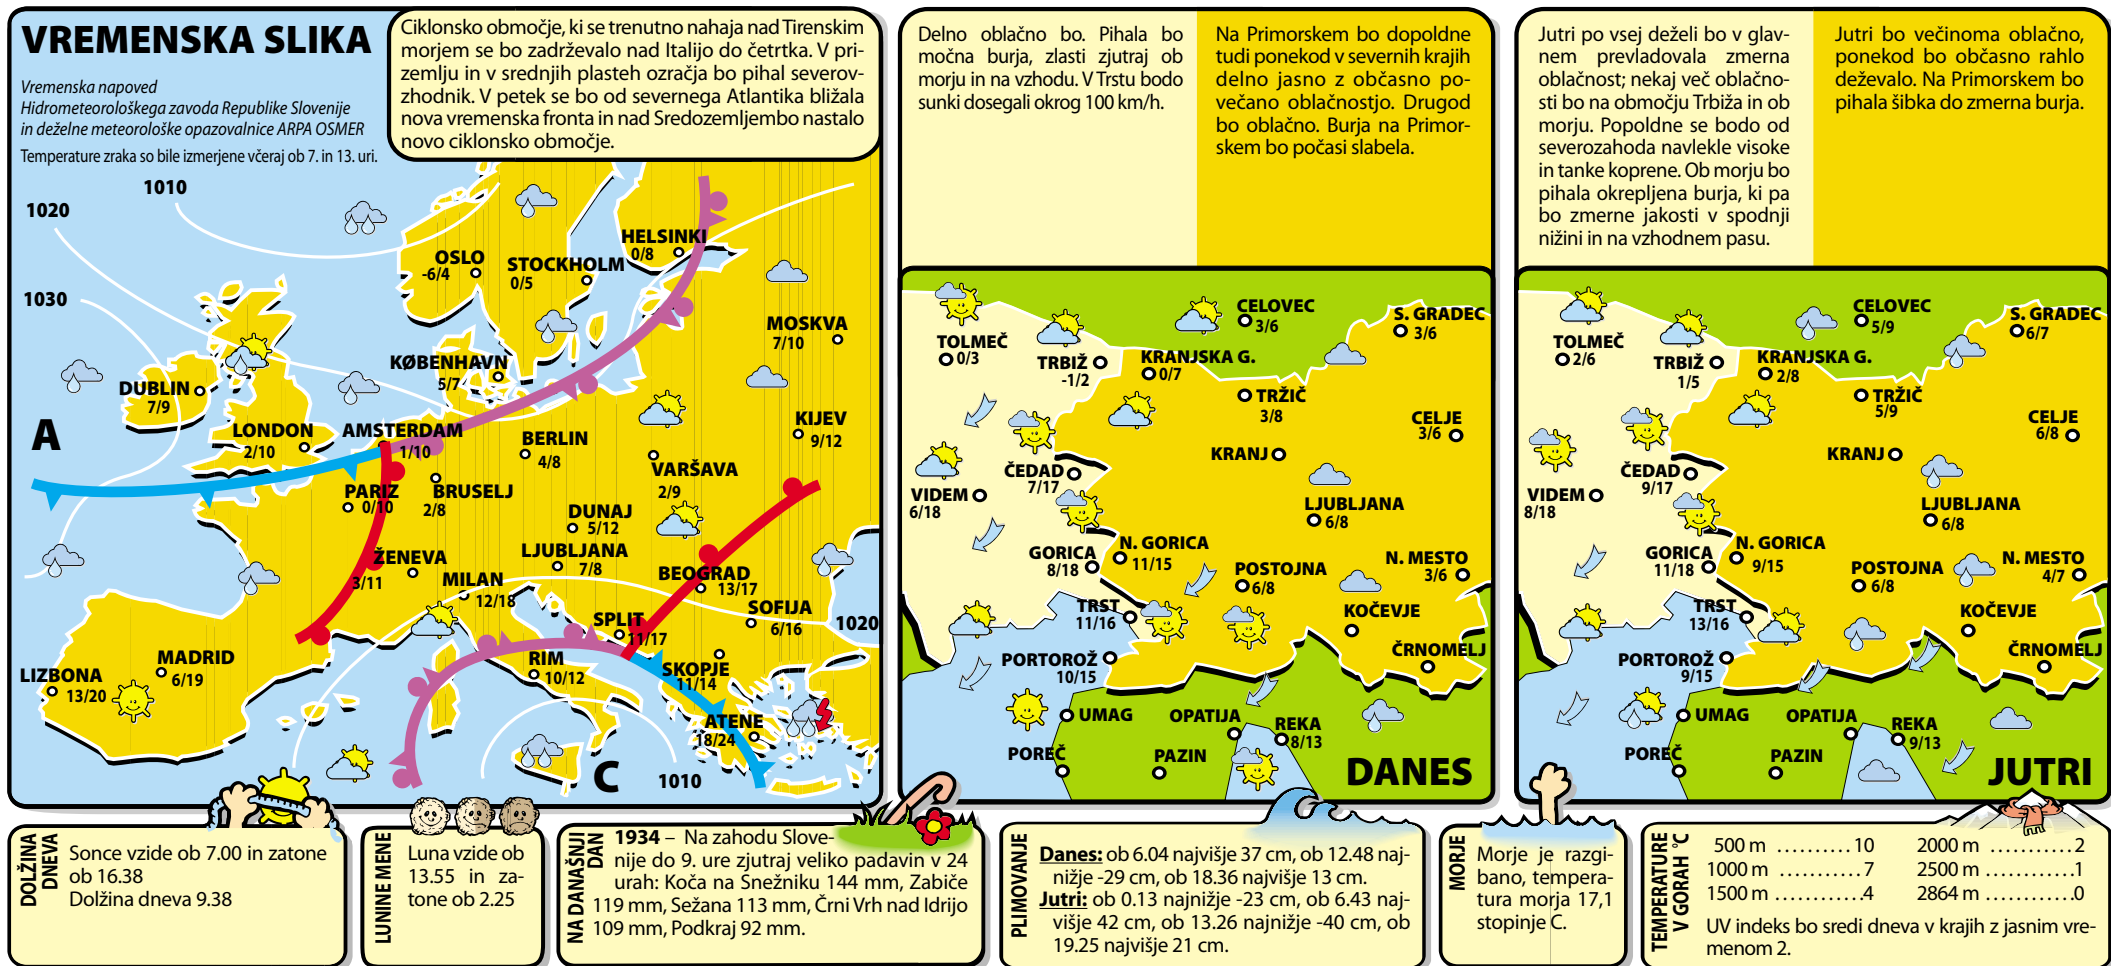 VREMENSKA SLIKA
Vremenska napoved
Hidrometeorološkega zavoda Republike Slovenije
in deželne meteorološke opazovalnice ARPA OSMER
Temperature zraka so bile izmerjene včeraj ob 7. in 13. uri.
Ciklonsko območje, ki se trenutno nahaja nad Tirenskim
morjem se bo zadrževalo nad Italijo do četrtka. V pri-
zemlju in v srednjih plasteh ozračja bo pihal severov-
zhodnik. V petek se bo od severnega Atlantika bližala
nova vremenska fronta in nad Sredozemljembo nastalo
novo ciklonsko območje.
1010
1020
1030
OSLO
-6/4
STOCKHOLM
0/5
HELSINKI
0/8
MOSKVA
7/10
KØBENHAVN
5/7
DUBLIN
7/9
A
LONDON
2/10
AMSTERDAM
1/10
BERLIN
4/8
KIJEV
9/12
VARŠAVA
2/9
PARIZ
0/10
BRUSELJ
2/8
DUNAJ
5/12
ŽENEVA
3/11
LJUBLJANA
7/8
MILAN
12/18
BEOGRAD
13/17
SOFIJA
6/16
SPLIT
11/17
1020
LIZBONA
13/20
MADRID
6/19
RIM
10/12
SKOPJE
11/14
ATENE
18/24
C
1010
Delno oblačno bo. Pihala bo
močna burja, zlasti zjutraj ob
morju in na vzhodu. V Trstu bodo
sunki dosegali okrog 100 km/h.
Na Primorskem bo dopoldne
tudi ponekod v severnih krajih
delno jasno z občasno po-
večano oblačnostjo. Drugod
bo oblačno. Burja na Primor-
skem bo počasi slabela.
CELOVEC
3/6
S. GRADEC
3/6
TOLMEČ
0/3
TRBIŽ
-1/2
KRANJSKA G.
0/7
TRŽIČ
3/8
CELJE
3/6
KRANJ
ČEDAD
7/17
VIDEM
6/18
LJUBLJANA
6/8
GORICA
8/18
N. GORICA
11/15
POSTOJNA
6/8
N. MESTO
3/6
TRST
11/16
KOČEVJE
PORTOROŽ
10/15
ČRNOMELJ
UMAG
OPATIJA
REKA
8/13
POREČ
PAZIN
DANES
Jutri po vsej deželi bo v glav-
nem prevladovala zmerna
oblačnost; nekaj več oblačno-
sti bo na območju Trbiža in ob
morju. Popoldne se bodo od
severozahoda navlekle visoke
in tanke koprene. Ob morju bo
pihala okrepljena burja, ki pa
bo zmerne jakosti v spodnji
nižini in na vzhodnem pasu.
Jutri bo večinoma oblačno,
ponekod bo občasno rahlo
deževalo. Na Primorskem bo
pihala šibka do zmerna burja.
CELOVEC
5/9
S. GRADEC
6/7
TOLMEČ
2/6
TRBIŽ
1/5
KRANJSKA G.
2/8
TRŽIČ
5/9
CELJE
6/8
KRANJ
ČEDAD
9/17
VIDEM
8/18
LJUBLJANA
6/8
GORICA
11/18
N. GORICA
9/15
POSTOJNA
6/8
N. MESTO
4/7
TRST
13/16
KOČEVJE
PORTOROŽ
9/15
ČRNOMELJ
UMAG
OPATIJA
REKA
9/13
POREČ
PAZIN
JUTRI
DOLŽINA
DNEVA
Sonce vzide ob 7.00 in zatone
ob 16.38
Dolžina dneva 9.38
LUNINE MENE
Luna vzide ob
13.55 in za-
tone ob 2.25
NA DANAŠNJI
DAN
1934 – Na zahodu Slove-
nije do 9. ure zjutraj veliko padavin v 24
urah: Koča na Snežniku 144 mm, Zabiče
119 mm, Sežana 113 mm, Črni Vrh nad Idrijo
109 mm, Podkraj 92 mm.
PLIMOVANJE
Danes: ob 6.04 najvišje 37 cm, ob 12.48 naj-
nižje -29 cm, ob 18.36 najvišje 13 cm.
Jutri: ob 0.13 najnižje -23 cm, ob 6.43 naj-
višje 42 cm, ob 13.26 najnižje -40 cm, ob
19.25 najvišje 21 cm.
MORJE
Morje je razgi-
bano, tempera-
tura morja 17,1
stopinje C.
TEMPERATURE
V GORAH °C
500 m ..........10
1000 m ..........7
1500 m ..........4
2000 m ...........2
2500 m ...........1
2864 m ...........0
UV indeks bo sredi dneva v krajih z jasnim vre-
menom 2.